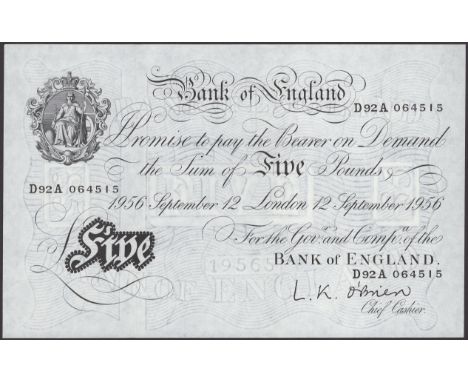 Bank of England
D92A 064515
I Promise to pay the Bearer on Demand
the Sum of Five Pounds
D92A 064515
1956 September 12 London 12 September 1956
For the Govr. and Compa. of the
£Five
BANK OF ENGLAND.
D92A 064515
L.K. O'Brien
Chief Cashier.